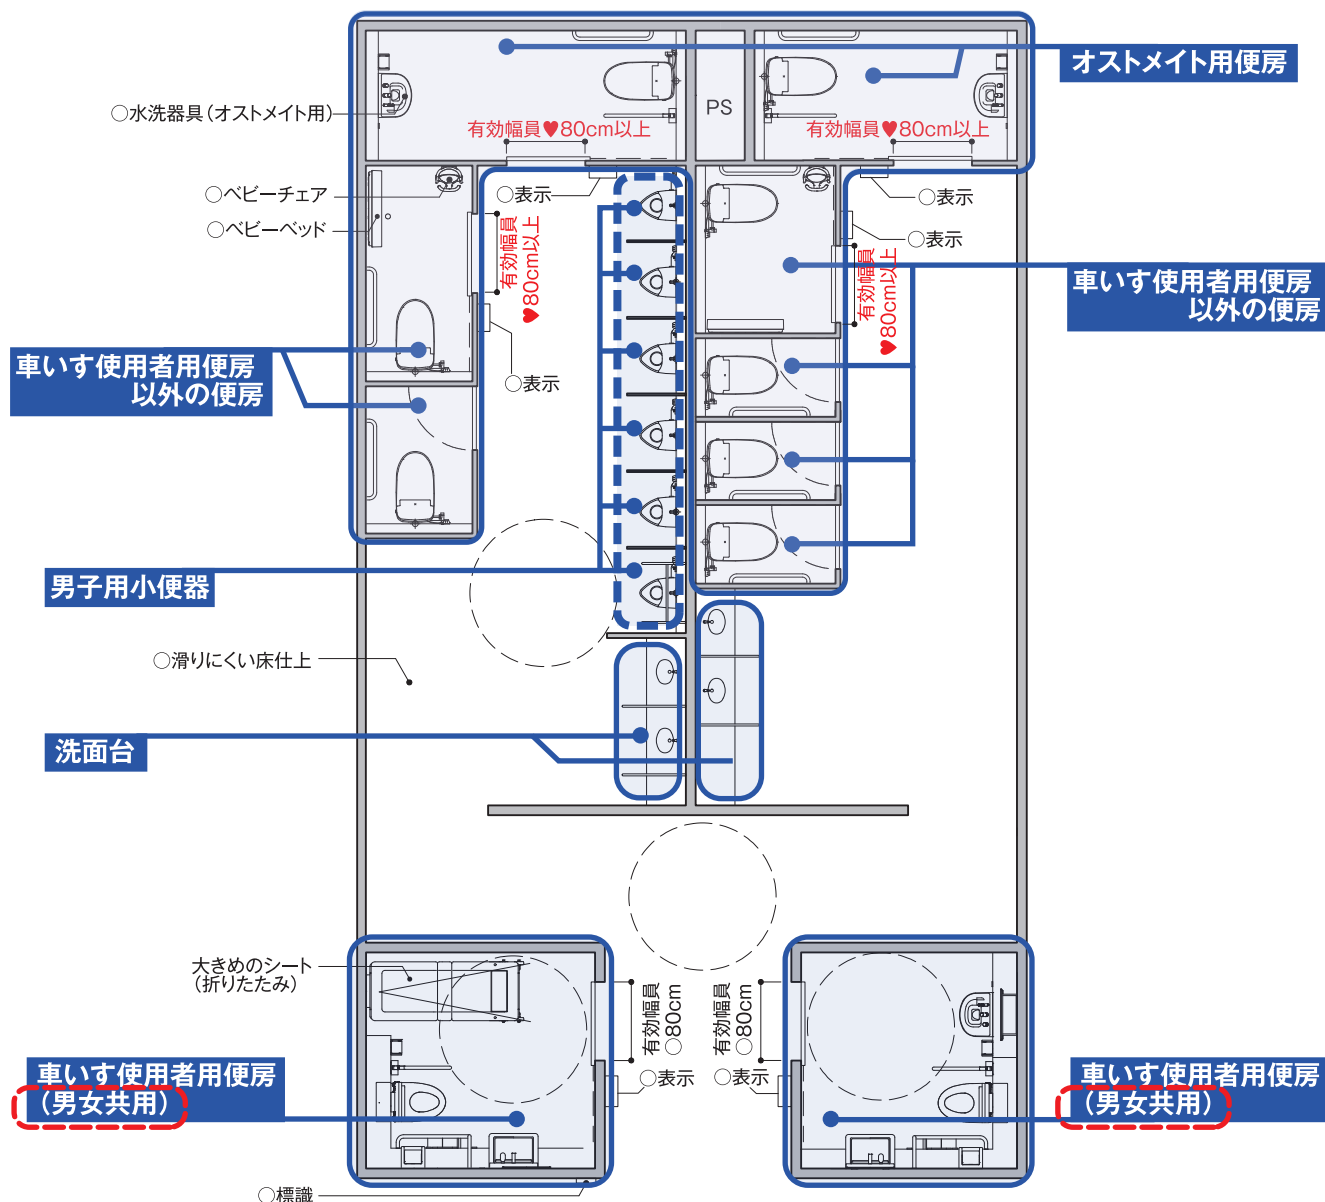 オストメイト用便房
○水洗器具(オストメイト用)
PS
有効幅員♥80cm以上
有効幅員♥80cm以上
○ベビーチェア
○表示
○表示
○ベビーベッド
有効幅員
♥80cm以上
○表示
有効幅員
♥80cm以上
車いす使用者用便房
以外の便房
車いす使用者用便房
以外の便房
○表示
男子用小便器
○滑りにくい床仕上
洗面台
大きめのシート
(折りたたみ)
有効幅員
○80cm
有効幅員
○80cm
○表示
○表示
車いす使用者用便房
(男女共用)
車いす使用者用便房
(男女共用)
○標識